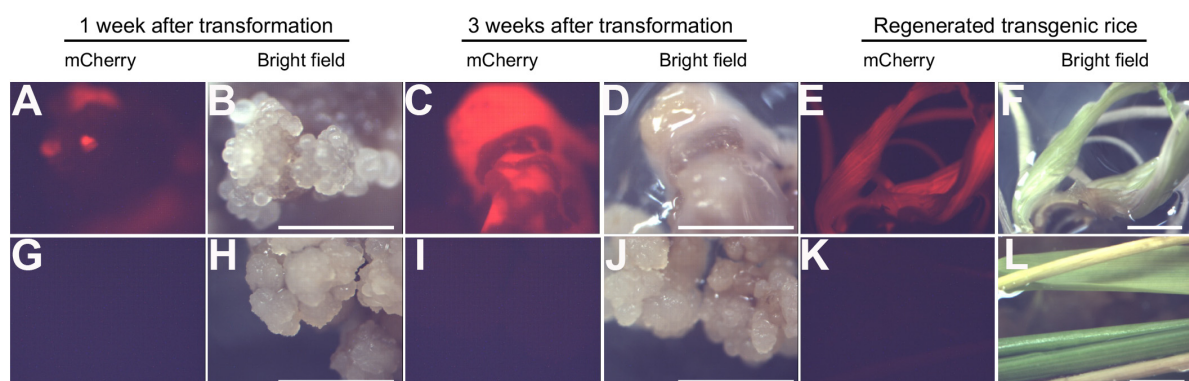 1 week after transformation 3 weeks after transformation Regenerated transgenic rice
mCherry Bright field mCherry Bright field mCherry Bright field
A B C D E F
G H I J K L